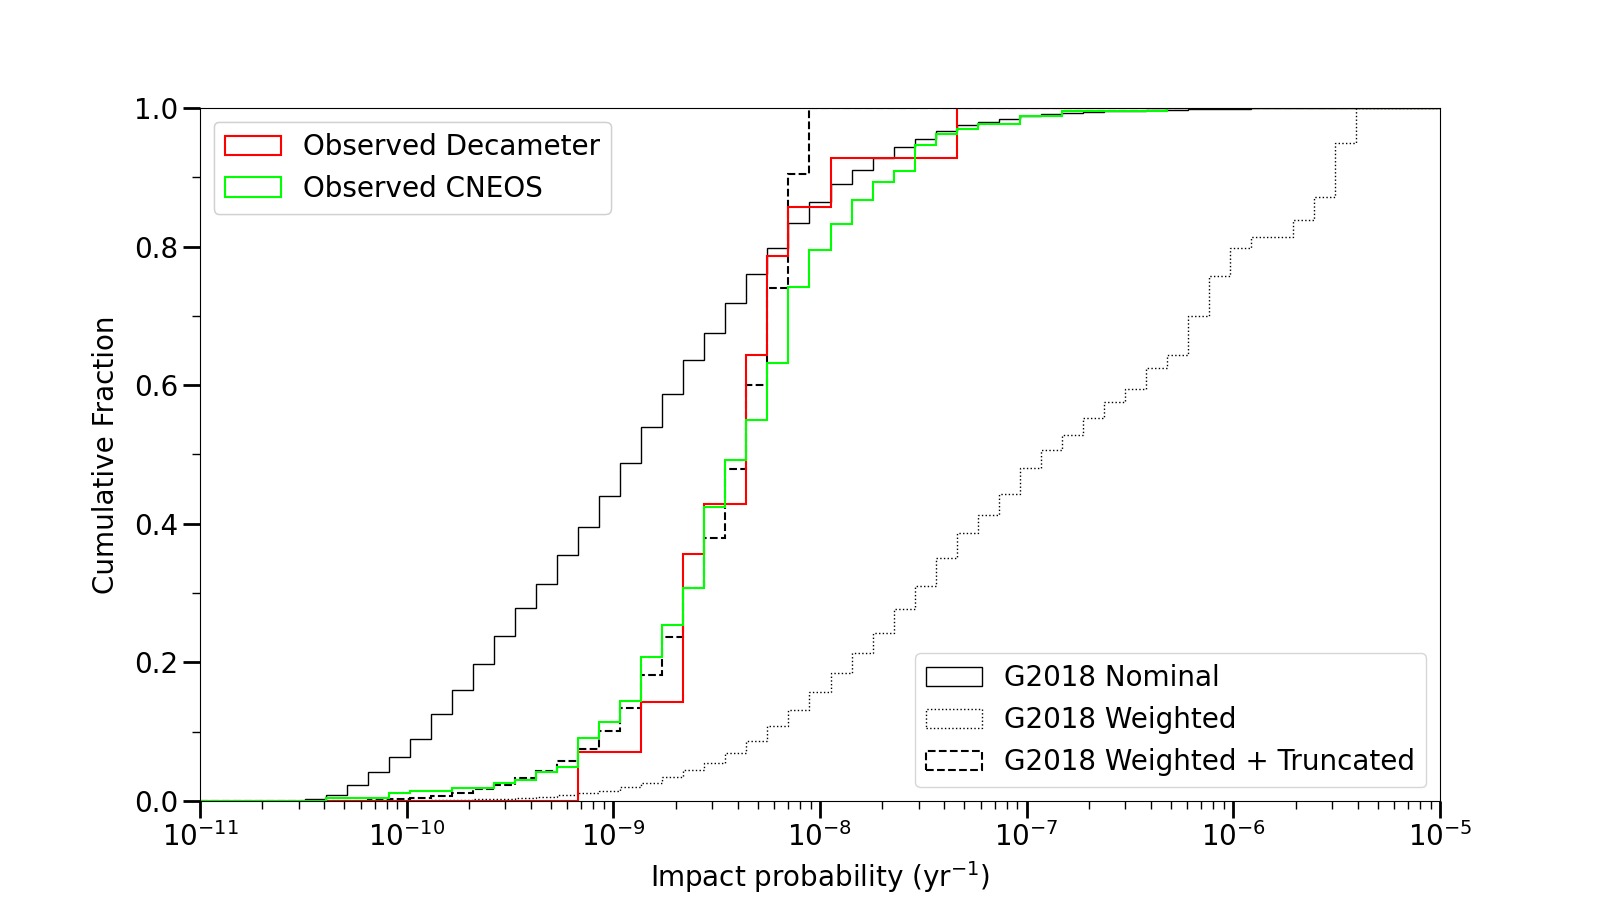 1.0
0.8
0.6
0.4
0.2
0.0
Cumulative Fraction
Observed Decameter
Observed CNEOS
G2018 Nominal
G2018 Weighted
G2018 Weighted + Truncated
10⁻¹¹ 10⁻¹⁰ 10⁻⁹ 10⁻⁸ 10⁻⁷ 10⁻⁶ 10⁻⁵
Impact probability (yr⁻¹)